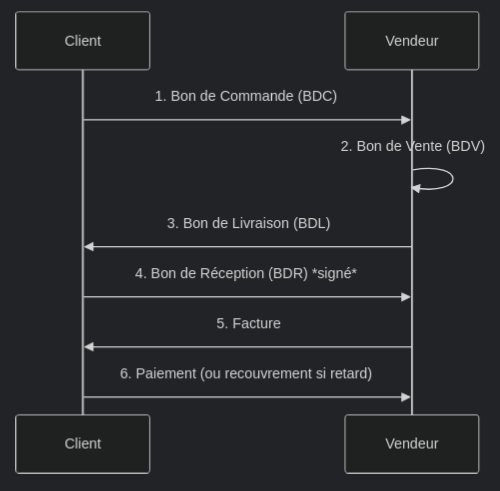 Client
Vendeur
1. Bon de Commande (BDC)
2. Bon de Vente (BDV)
3. Bon de Livraison (BDL)
4. Bon de Réception (BDR) *signé*
5. Facture
6. Paiement (ou recouvrement si retard)
Client
Vendeur